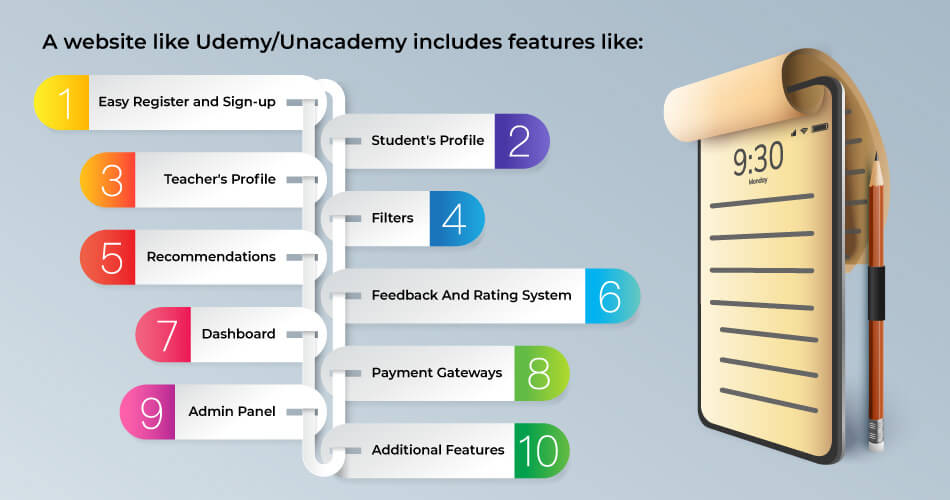 A website like Udemy/Unacademy includes features like:
1 Easy Register and Sign-up
Student's Profile 2
3 Teacher's Profile
Filters 4
5 Recommendations
Feedback And Rating System 6
7 Dashboard
Payment Gateways 8
9 Admin Panel
Additional Features 10
9:30
Monday